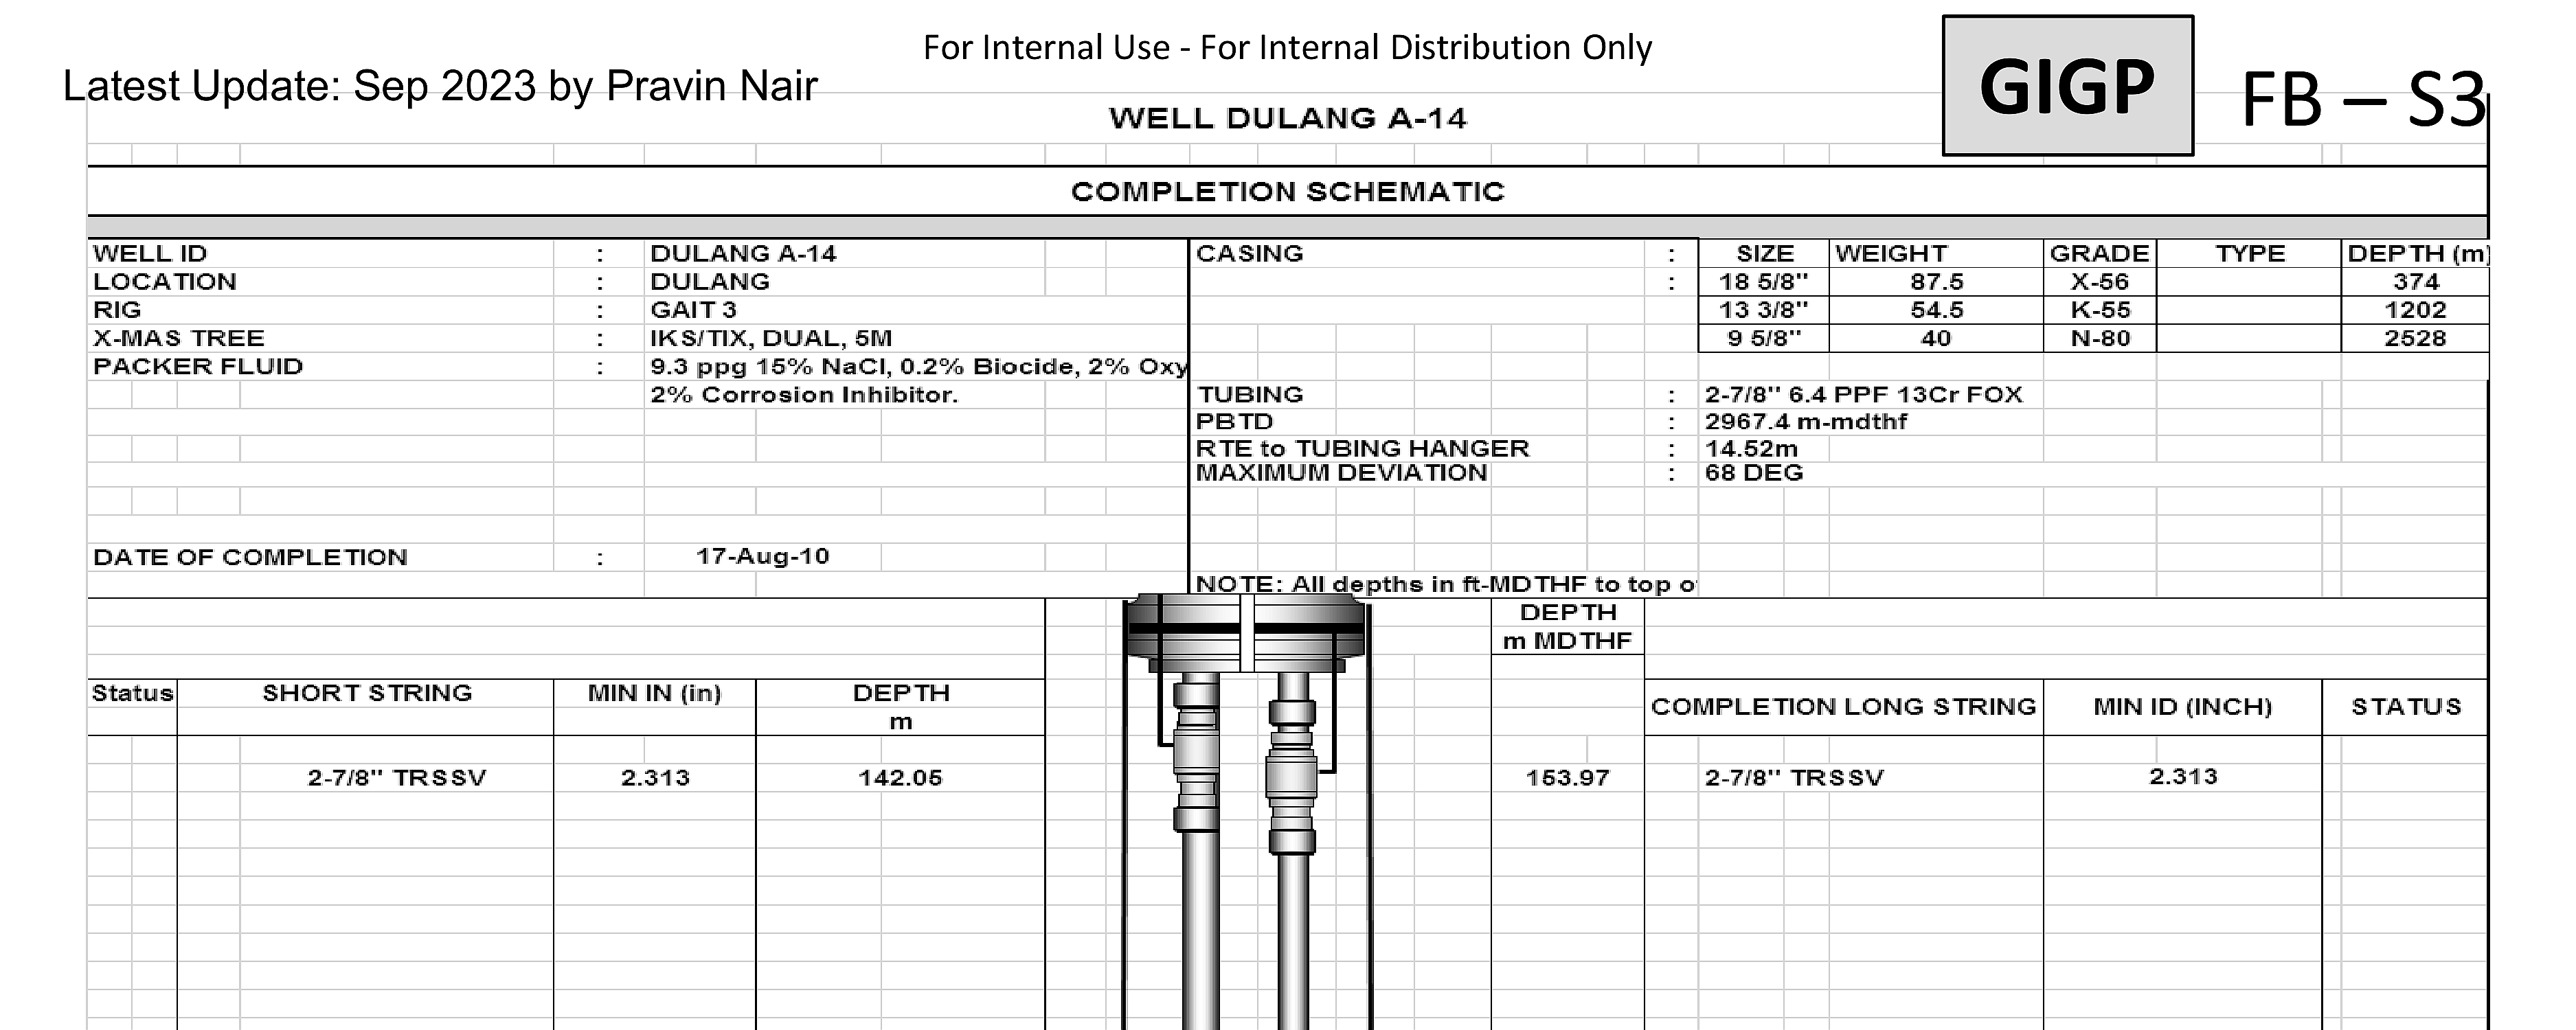 For Internal Use - For Internal Distribution Only
Latest Update: Sep 2023 by Pravin Nair
GIGP
FB – S3
WELL DULANG A-14
COMPLETION SCHEMATIC
WELL ID : DULANG A-14
LOCATION : DULANG
RIG : GAIT 3
X-MAS TREE : IKS/TIX, DUAL, 5M
PACKER FLUID : 9.3 ppg 15% NaCl, 0.2% Biocide, 2% Oxy
2% Corrosion Inhibitor.
DATE OF COMPLETION : 17-Aug-10
CASING : SIZE WEIGHT GRADE TYPE DEPTH (m)
: 18 5/8" 87.5 X-56 374
13 3/8" 54.5 K-55 1202
9 5/8" 40 N-80 2528
TUBING : 2-7/8" 6.4 PPF 13Cr FOX
PBTD : 2967.4 m-mdthf
RTE to TUBING HANGER : 14.52m
MAXIMUM DEVIATION : 68 DEG
NOTE: All depths in ft-MDTHF to top o
DEPTH
m MDTHF
Status SHORT STRING MIN IN (in) DEPTH
m
COMPLETION LONG STRING MIN ID (INCH) STATUS
2-7/8" TRSSV 2.313 142.05
153.97 2-7/8" TRSSV 2.313